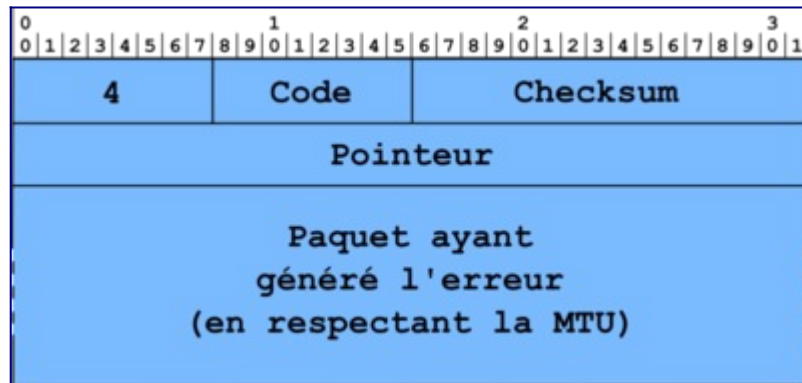 0 1 2 3
0|1|2|3|4|5|6|7|8|9|0|1|2|3|4|5|6|7|8|9|0|1|2|3|4|5|6|7|8|9|0|1
4 Code Checksum
Pointeur
Paquet ayant
généré l'erreur
(en respectant la MTU)